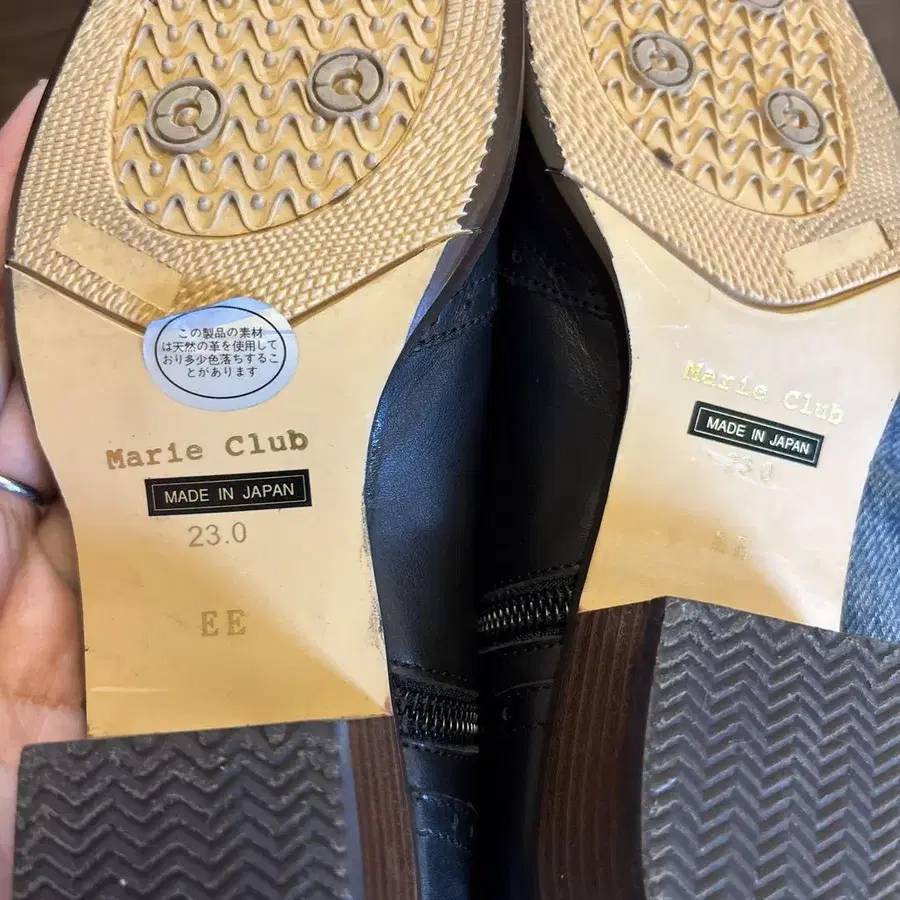 この製品の素材
は天然の革を使用して
おり多少色落ちするこ
とがあります
Marie Club
MADE IN JAPAN
23.0
EE
Marie Club
MADE IN JAPAN
23.0